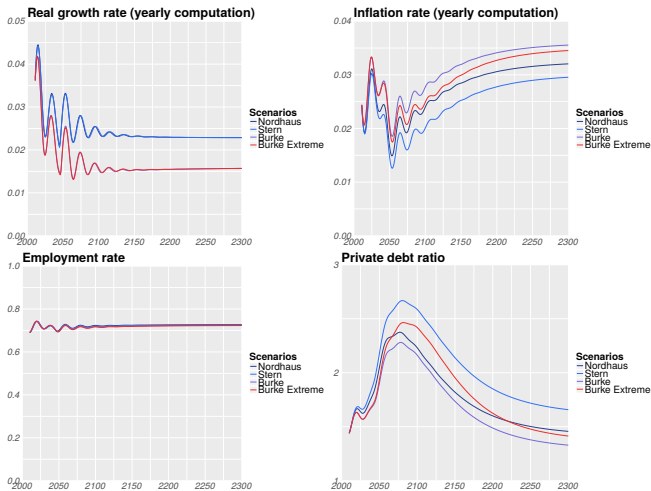 Real growth rate (yearly computation)
0.05
0.04
0.03
0.02
0.01
0.00
2000 2050 2100 2150 2200 2250 2300
Scenarios
Nordhaus
Stern
Burke
Burke Extreme
Inflation rate (yearly computation)
0.04
0.03
0.02
0.01
0.00
2000 2050 2100 2150 2200 2250 2300
Scenarios
Nordhaus
Stern
Burke
Burke Extreme
Employment rate
1.0
0.8
0.6
0.4
0.2
0.0
2000 2050 2100 2150 2200 2250 2300
Scenarios
Nordhaus
Stern
Burke
Burke Extreme
Private debt ratio
3
2
1
2000 2050 2100 2150 2200 2250 2300
Scenarios
Nordhaus
Stern
Burke
Burke Extreme